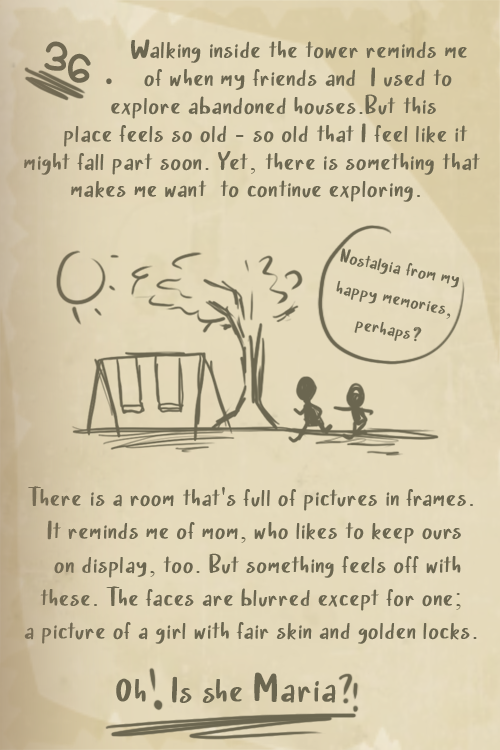 36.
Walking inside the tower reminds me
of when my friends and I used to
explore abandoned houses.But this
place feels so old - so old that I feel like it
might fall part soon. Yet, there is something that
makes me want to continue exploring.
Nostalgia from my
happy memories,
perhaps?
There is a room that's full of pictures in frames.
It reminds me of mom, who likes to keep ours
on display, too. But something feels off with
these. The faces are blurred except for one;
a picture of a girl with fair skin and golden locks.
Oh! Is she Maria?!